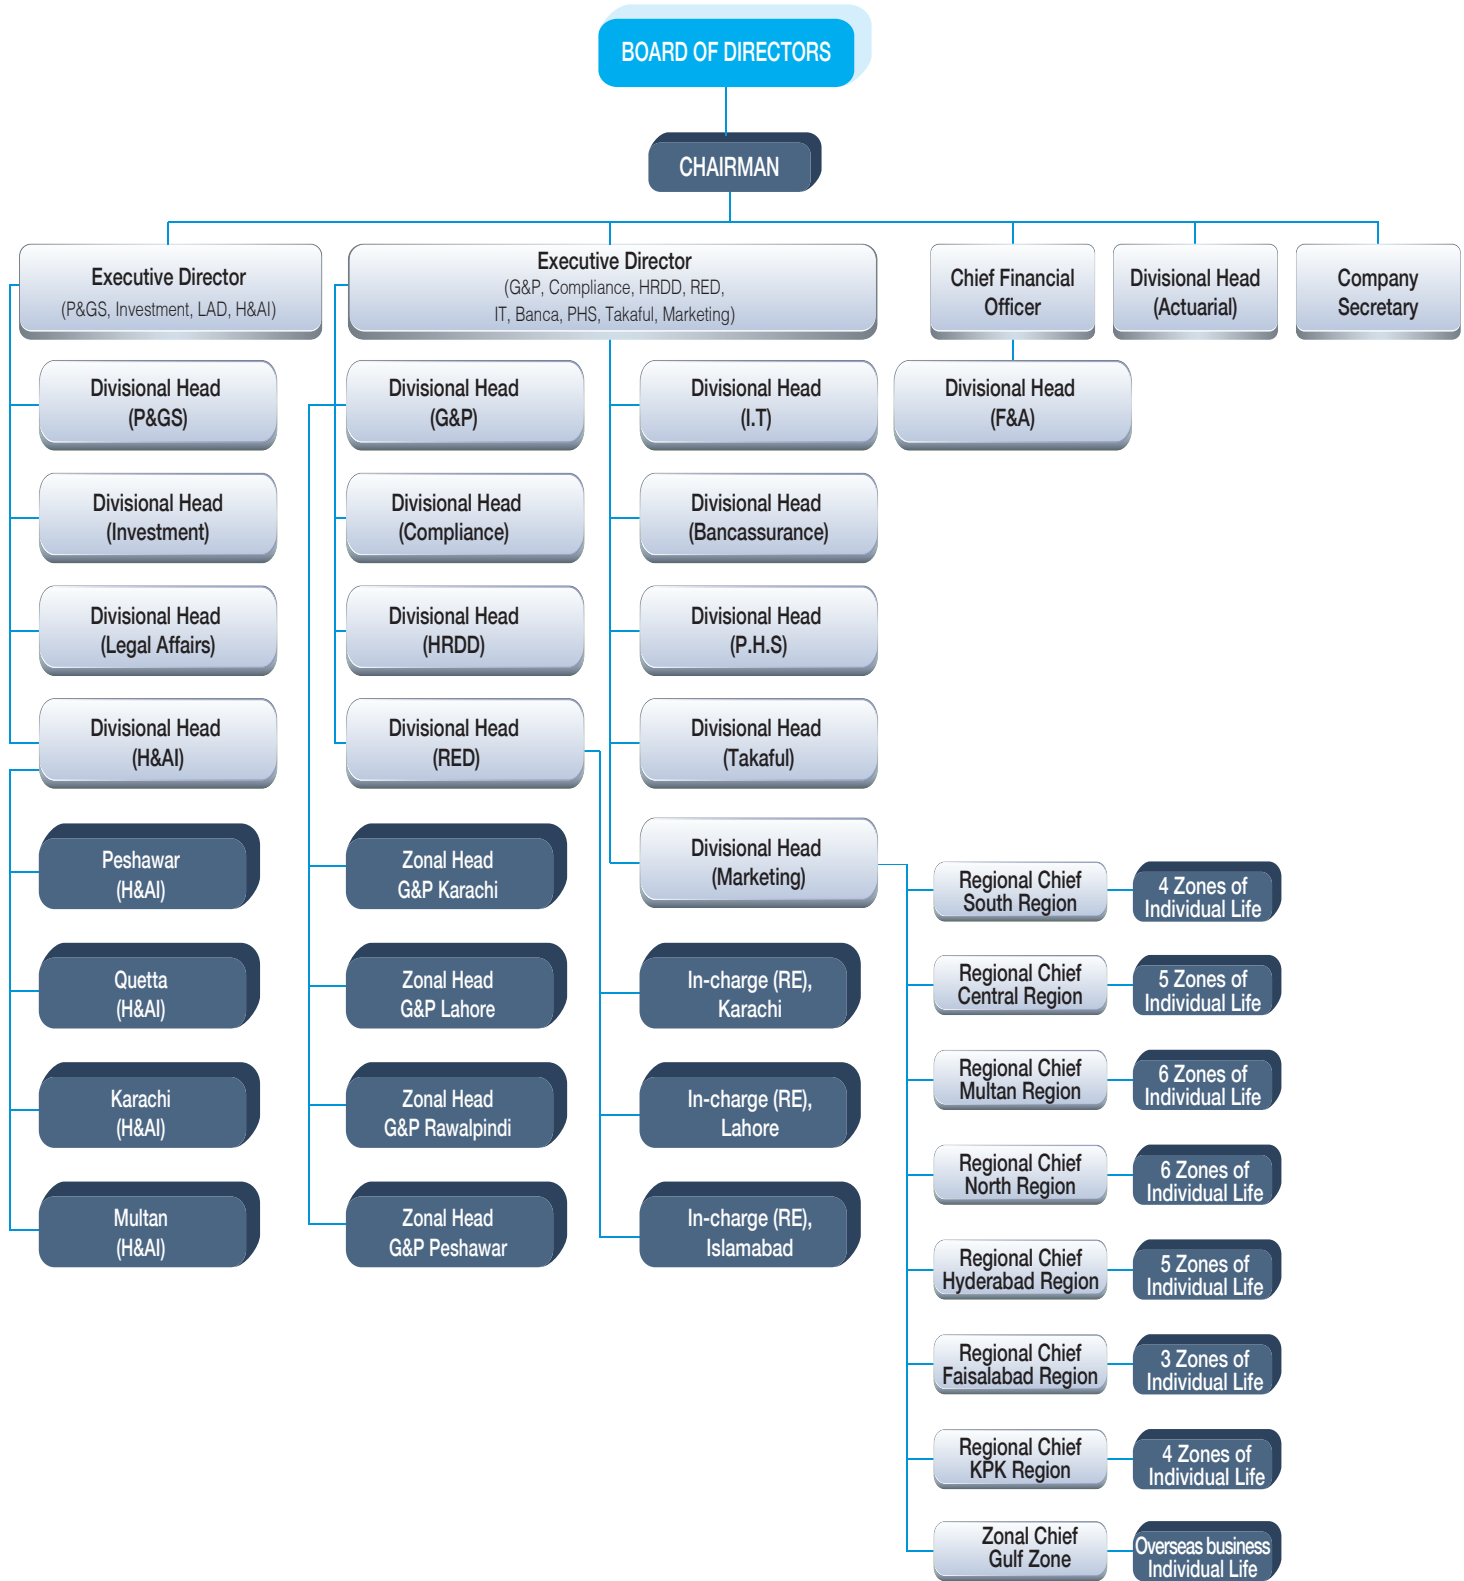 BOARD OF DIRECTORS
CHAIRMAN
Executive Director
(P&GS, Investment, LAD, H&AI)
Executive Director
(G&P, Compliance, HRDD, RED,
IT, Banca, PHS, Takaful, Marketing)
Chief Financial
Officer
Divisional Head
(Actuarial)
Company
Secretary
Divisional Head
(P&GS)
Divisional Head
(G&P)
Divisional Head
(I.T)
Divisional Head
(F&A)
Divisional Head
(Investment)
Divisional Head
(Compliance)
Divisional Head
(Bancassurance)
Divisional Head
(Legal Affairs)
Divisional Head
(HRDD)
Divisional Head
(P.H.S)
Divisional Head
(H&AI)
Divisional Head
(RED)
Divisional Head
(Takaful)
Peshawar
(H&AI)
Zonal Head
G&P Karachi
Divisional Head
(Marketing)
Regional Chief
South Region
4 Zones of
Individual Life
Quetta
(H&AI)
Zonal Head
G&P Lahore
In-charge (RE),
Karachi
Regional Chief
Central Region
5 Zones of
Individual Life
Karachi
(H&AI)
Zonal Head
G&P Rawalpindi
In-charge (RE),
Lahore
Regional Chief
Multan Region
6 Zones of
Individual Life
Regional Chief
North Region
6 Zones of
Individual Life
Multan
(H&AI)
Zonal Head
G&P Peshawar
In-charge (RE),
Islamabad
Regional Chief
Hyderabad Region
5 Zones of
Individual Life
Regional Chief
Faisalabad Region
3 Zones of
Individual Life
Regional Chief
KPK Region
4 Zones of
Individual Life
Zonal Chief
Gulf Zone
Overseas business
Individual Life